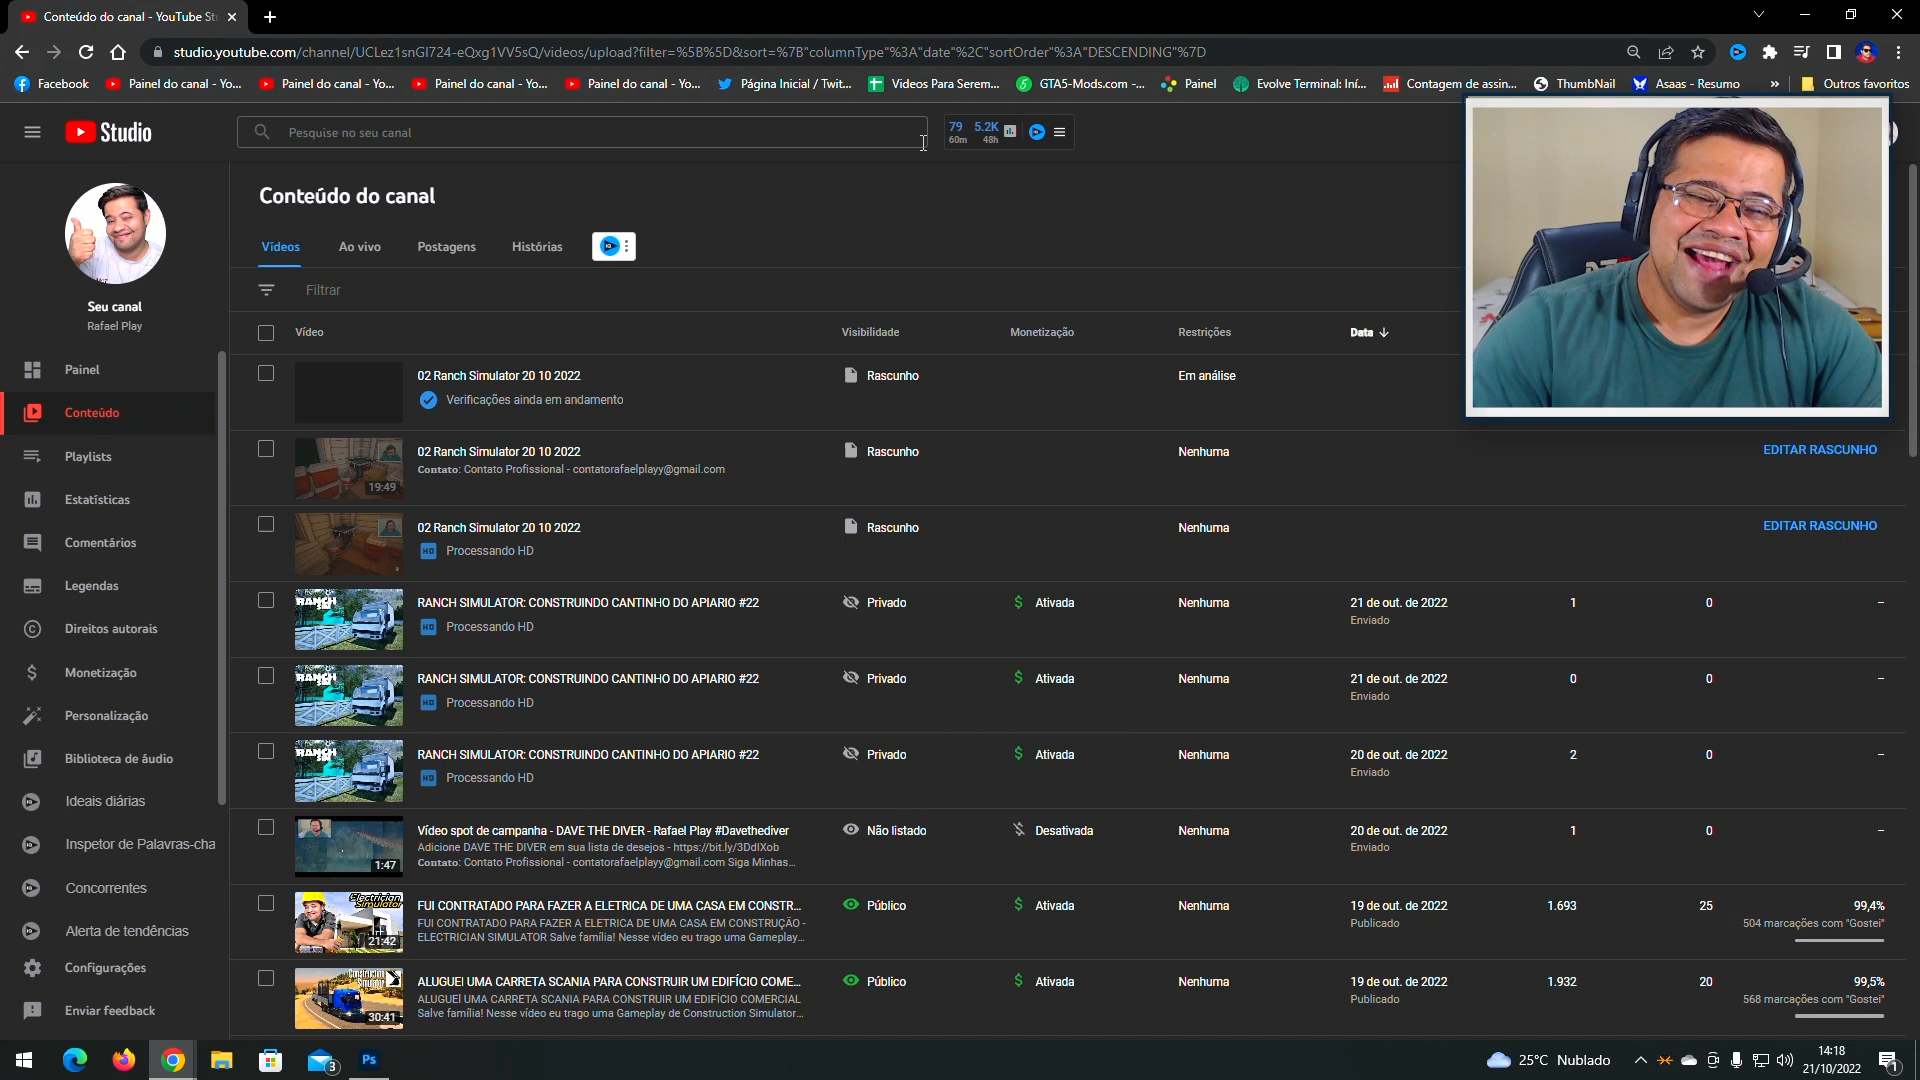 Conteúdo do canal - YouTube St
studio.youtube.com/channel/UCLez1snGI724-eQxg1VV5sQ/videos/upload?filter=%5B%5D&sort=%7B"columnType"%3A"date"%2C"sortOrder"%3A"DESCENDING"%7D
Facebook
Painel do canal - Yo...
Painel do canal - Yo...
Painel do canal - Yo...
Painel do canal - Yo...
Página Inicial / Twit...
Videos Para Serem...
GTA5-Mods.com -...
Painel
Evolve Terminal: Iní...
Contagem de assin...
ThumbNail
Asaas - Resumo
»
Outros favoritos
Studio
Pesquise no seu canal
79 5.2K
60m 48h
Seu canal
Rafael Play
Painel
Conteúdo
Playlists
Estatísticas
Comentários
Legendas
Direitos autorais
Monetização
Personalização
Biblioteca de áudio
Ideais diárias
Inspetor de Palavras-cha
Concorrentes
Alerta de tendências
Configurações
Enviar feedback
Conteúdo do canal
Vídeos Ao vivo Postagens Histórias
Filtrar
Vídeo Visibilidade Monetização Restrições Data
02 Ranch Simulator 20 10 2022 Rascunho Em análise
Verificações ainda em andamento
02 Ranch Simulator 20 10 2022 Rascunho Nenhuma EDITAR RASCUNHO
Contato: Contato Profissional - contatorafaelplayy@gmail.com
19:49
02 Ranch Simulator 20 10 2022 Rascunho Nenhuma EDITAR RASCUNHO
HD Processando HD
RANCH
RANCH SIMULATOR: CONSTRUINDO CANTINHO DO APIARIO #22 Privado Ativada Nenhuma 21 de out. de 2022 1 0 –
HD Processando HD Enviado
RANCH
RANCH SIMULATOR: CONSTRUINDO CANTINHO DO APIARIO #22 Privado Ativada Nenhuma 21 de out. de 2022 0 0 –
HD Processando HD Enviado
RANCH
RANCH SIMULATOR: CONSTRUINDO CANTINHO DO APIARIO #22 Privado Ativada Nenhuma 20 de out. de 2022 2 0 –
HD Processando HD Enviado
Vídeo spot de campanha - DAVE THE DIVER - Rafael Play #Davethediver Não listado Desativada Nenhuma 20 de out. de 2022 1 0 –
Adicione DAVE THE DIVER em sua lista de desejos - https://bit.ly/3DdIXob Enviado
Contato: Contato Profissional - contatorafaelplayy@gmail.com Siga Minhas...
1:47
Electrician Simulator
FUI CONTRATADO PARA FAZER A ELETRICA DE UMA CASA EM CONSTR... Público Ativada Nenhuma 19 de out. de 2022 1.693 25 99,4%
FUI CONTRATADO PARA FAZER A ELETRICA DE UMA CASA EM CONSTRUÇÃO - Publicado 504 marcações com "Gostei"
ELECTRICIAN SIMULATOR Salve família! Nesse vídeo eu trago uma Gameplay...
21:42
Construction Simulator
ALUGUEI UMA CARRETA SCANIA PARA CONSTRUIR UM EDIFÍCIO COME... Público Ativada Nenhuma 19 de out. de 2022 1.932 20 99,5%
ALUGUEI UMA CARRETA SCANIA PARA CONSTRUIR UM EDIFÍCIO COMERCIAL Publicado 568 marcações com "Gostei"
Salve família! Nesse vídeo eu trago uma Gameplay de Construction Simulator...
30:41
3
Ps
25°C Nublado
14:18
21/10/2022
1